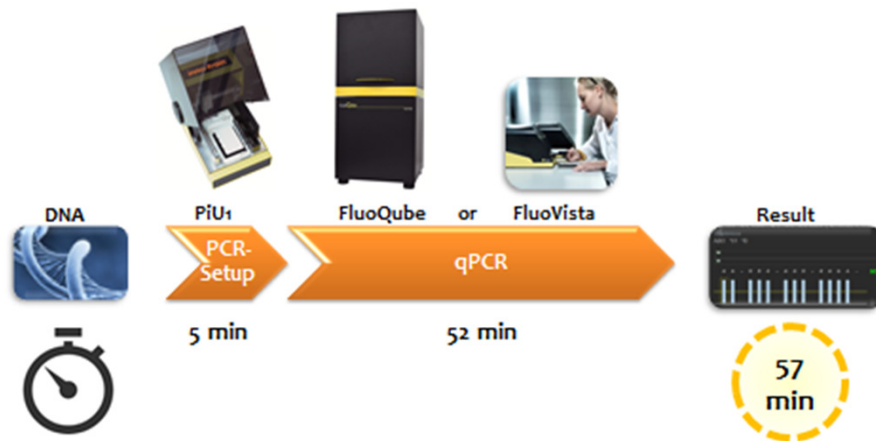 DNA
PiU1
FluoQube or FluoVista
Result
PCR-
Setup
qPCR
5 min
52 min
57
min